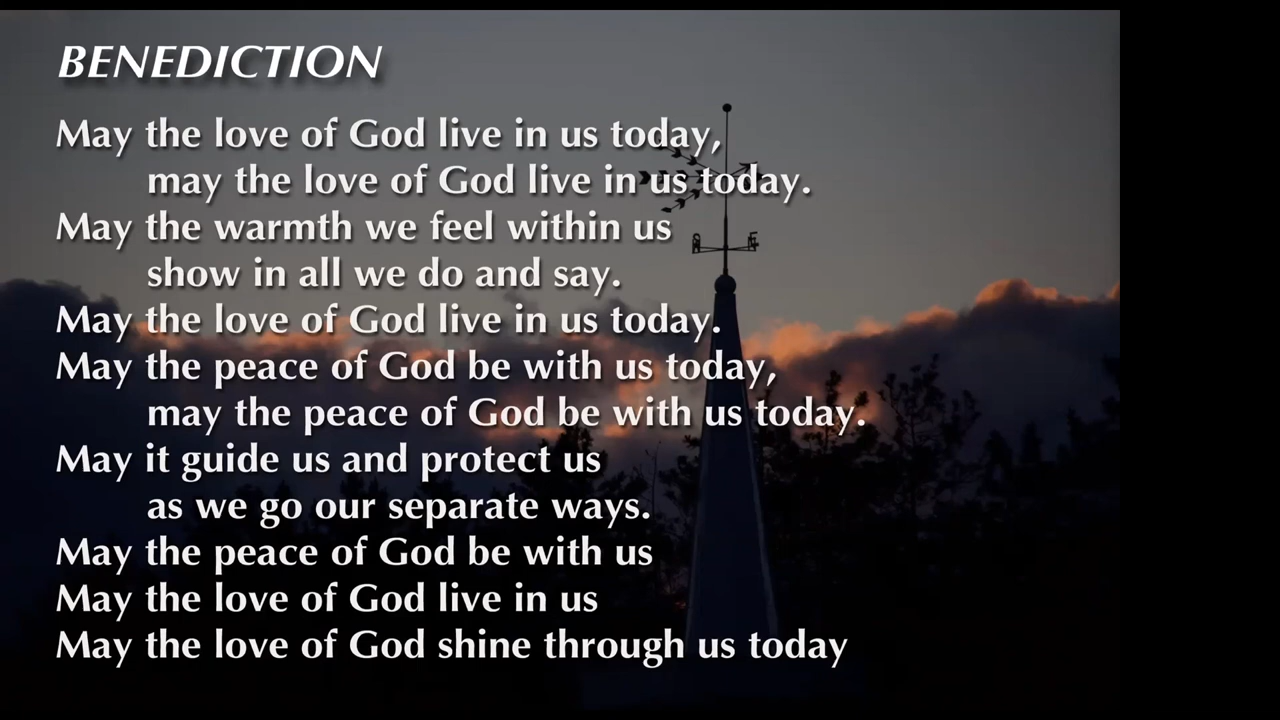 BENEDICTION
May the love of God live in us today,
may the love of God live in us today.
May the warmth we feel within us
show in all we do and say.
May the love of God live in us today.
May the peace of God be with us today,
may the peace of God be with us today.
May it guide us and protect us
as we go our separate ways.
May the peace of God be with us
May the love of God live in us
May the love of God shine through us today